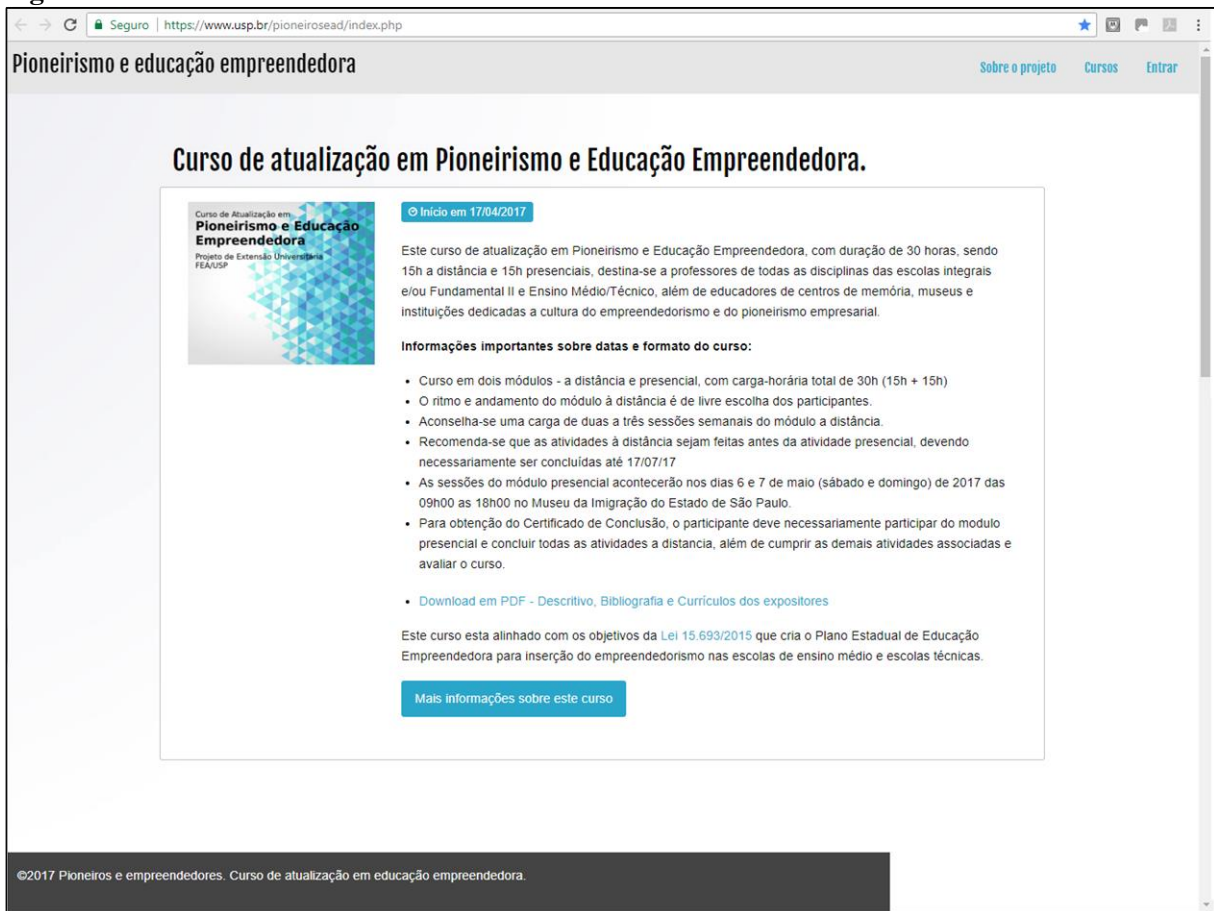 Seguro | https://www.usp.br/pioneirosead/index.php
Pioneirismo e educação empreendedora
Sobre o projeto Cursos Entrar
Curso de atualização em Pioneirismo e Educação Empreendedora.
Curso de Atualização em
Pioneirismo e Educação
Empreendedora
Projeto de Extensão Universitária
FEA/USP
Início em 17/04/2017
Este curso de atualização em Pioneirismo e Educação Empreendedora, com duração de 30 horas, sendo
15h a distância e 15h presenciais, destina-se a professores de todas as disciplinas das escolas integrais
e/ou Fundamental II e Ensino Médio/Técnico, além de educadores de centros de memória, museus e
instituições dedicadas a cultura do empreendedorismo e do pioneirismo empresarial.
Informações importantes sobre datas e formato do curso:
• Curso em dois módulos - a distância e presencial, com carga-horária total de 30h (15h + 15h)
• O ritmo e andamento do módulo à distância é de livre escolha dos participantes.
• Aconselha-se uma carga de duas a três sessões semanais do módulo a distância.
• Recomenda-se que as atividades à distância sejam feitas antes da atividade presencial, devendo
necessariamente ser concluídas até 17/07/17
• As sessões do módulo presencial acontecerão nos dias 6 e 7 de maio (sábado e domingo) de 2017 das
09h00 as 18h00 no Museu da Imigração do Estado de São Paulo.
• Para obtenção do Certificado de Conclusão, o participante deve necessariamente participar do modulo
presencial e concluir todas as atividades a distancia, além de cumprir as demais atividades associadas e
avaliar o curso.
• Download em PDF - Descritivo, Bibliografia e Currículos dos expositores
Este curso esta alinhado com os objetivos da Lei 15.693/2015 que cria o Plano Estadual de Educação
Empreendedora para inserção do empreendedorismo nas escolas de ensino médio e escolas técnicas.
Mais informações sobre este curso
©2017 Pioneiros e empreendedores. Curso de atualização em educação empreendedora.